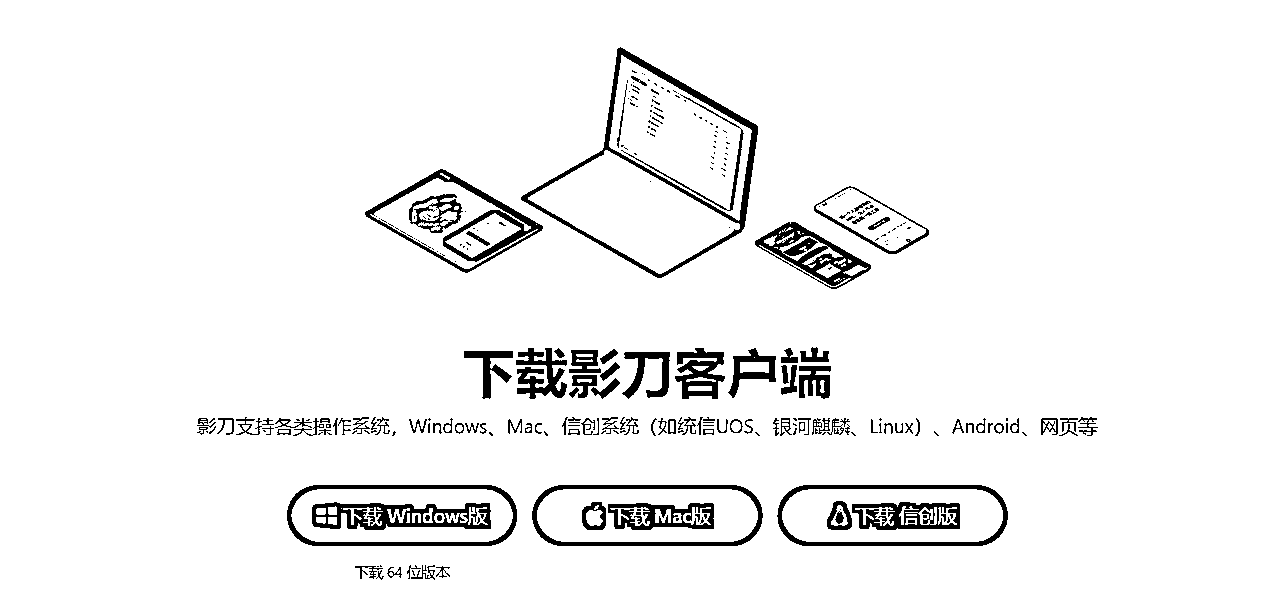 下载影刀客户端
影刀支持各类操作系统，Windows、Mac、信创系统（如统信UOS、银河麒麟、Linux）、Android、网页等
下载 Windows版
下载 Mac版
下载 信创版
下载 64 位版本